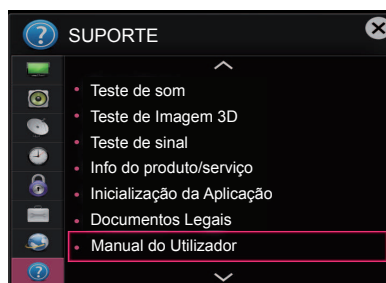 SUPORTE
Teste de som
Teste de Imagem 3D
Teste de sinal
Info do produto/serviço
Inicialização da Aplicação
Documentos Legais
Manual do Utilizador